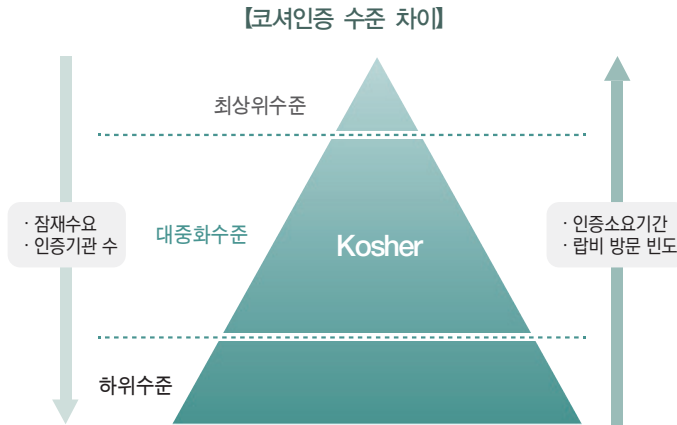 【코셔인증 수준 차이】
최상위수준
· 잠재수요
· 인증기관 수
대중화수준
Kosher
· 인증소요기간
· 랍비 방문 빈도
하위수준